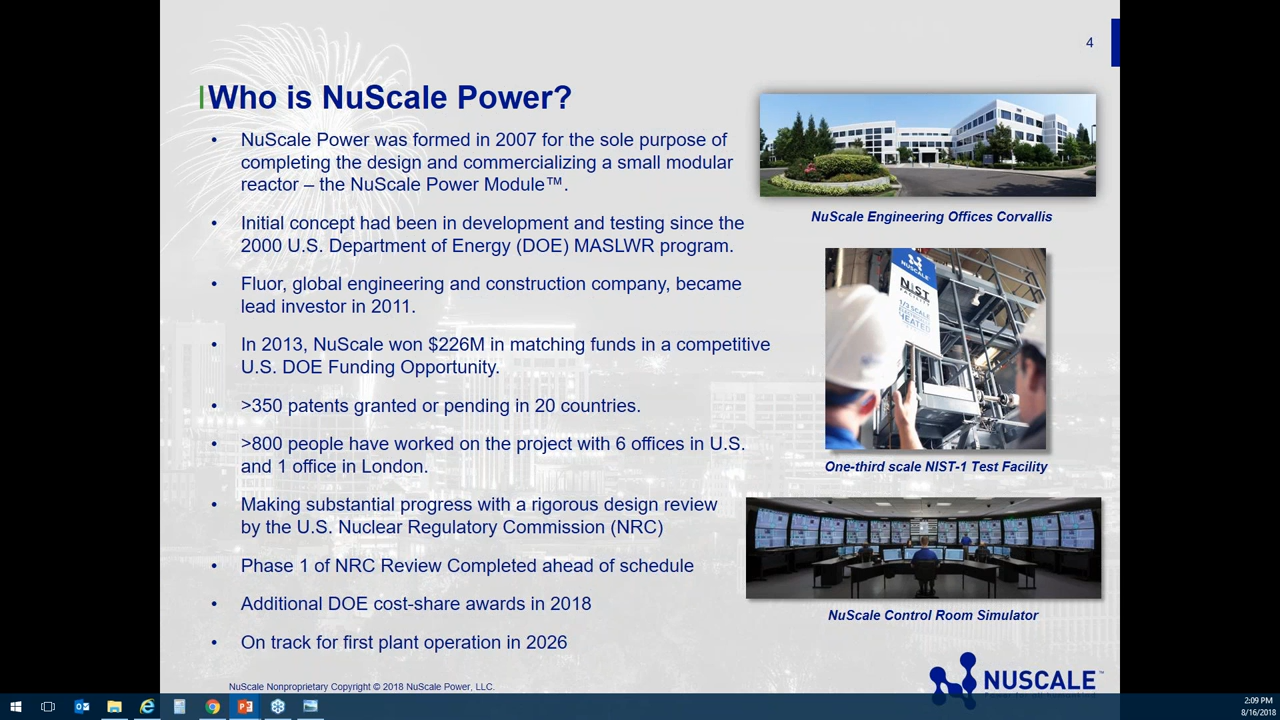 4
Who is NuScale Power?
• NuScale Power was formed in 2007 for the sole purpose of
completing the design and commercializing a small modular
reactor – the NuScale Power Module™.
• Initial concept had been in development and testing since the
2000 U.S. Department of Energy (DOE) MASLWR program.
• Fluor, global engineering and construction company, became
lead investor in 2011.
• In 2013, NuScale won $226M in matching funds in a competitive
U.S. DOE Funding Opportunity.
• >350 patents granted or pending in 20 countries.
• >800 people have worked on the project with 6 offices in U.S.
and 1 office in London.
• Making substantial progress with a rigorous design review
by the U.S. Nuclear Regulatory Commission (NRC)
• Phase 1 of NRC Review Completed ahead of schedule
• Additional DOE cost-share awards in 2018
• On track for first plant operation in 2026
NuScale Engineering Offices Corvallis
NUSCALE
NIST
FACILITY
1/3 SCALE
HEATED
One-third scale NIST-1 Test Facility
NuScale Control Room Simulator
NuScale Nonproprietary Copyright © 2018 NuScale Power, LLC.
NUSCALE™
2:09 PM
8/16/2018